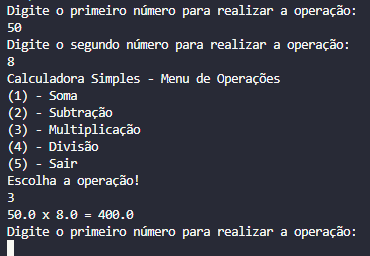 Digite o primeiro número para realizar a operação:
50
Digite o segundo número para realizar a operação:
8
Calculadora Simples - Menu de Operações
(1) - Soma
(2) - Subtração
(3) - Multiplicação
(4) - Divisão
(5) - Sair
Escolha a operação!
3
50.0 x 8.0 = 400.0
Digite o primeiro número para realizar a operação: